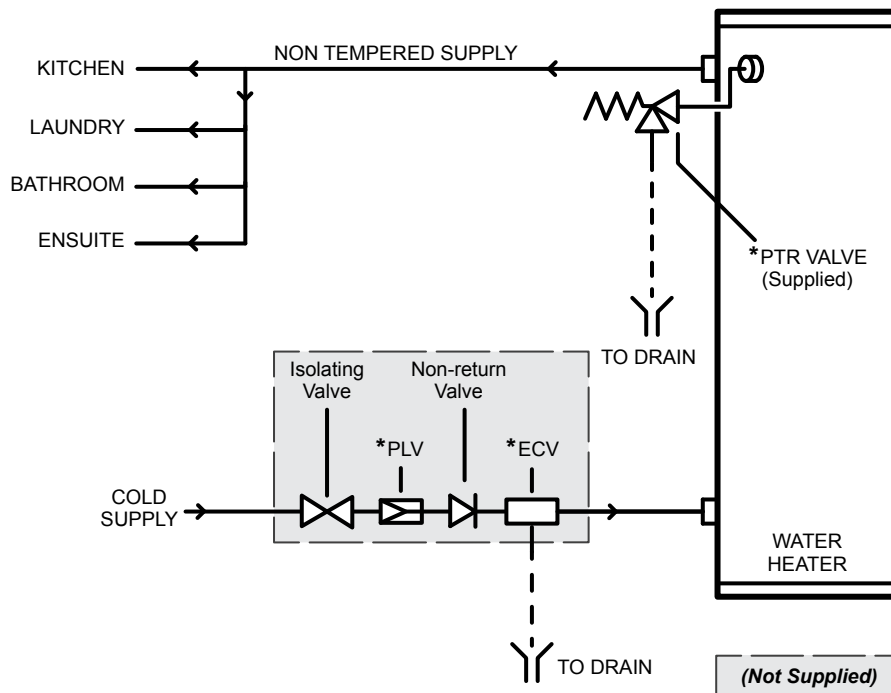 NON TEMPERED SUPPLY
KITCHEN
LAUNDRY
BATHROOM
ENSUITE
*PTR VALVE
(Supplied)
TO DRAIN
Isolating
Valve
Non-return
Valve
*PLV
*ECV
COLD
SUPPLY
WATER
HEATER
TO DRAIN
(Not Supplied)